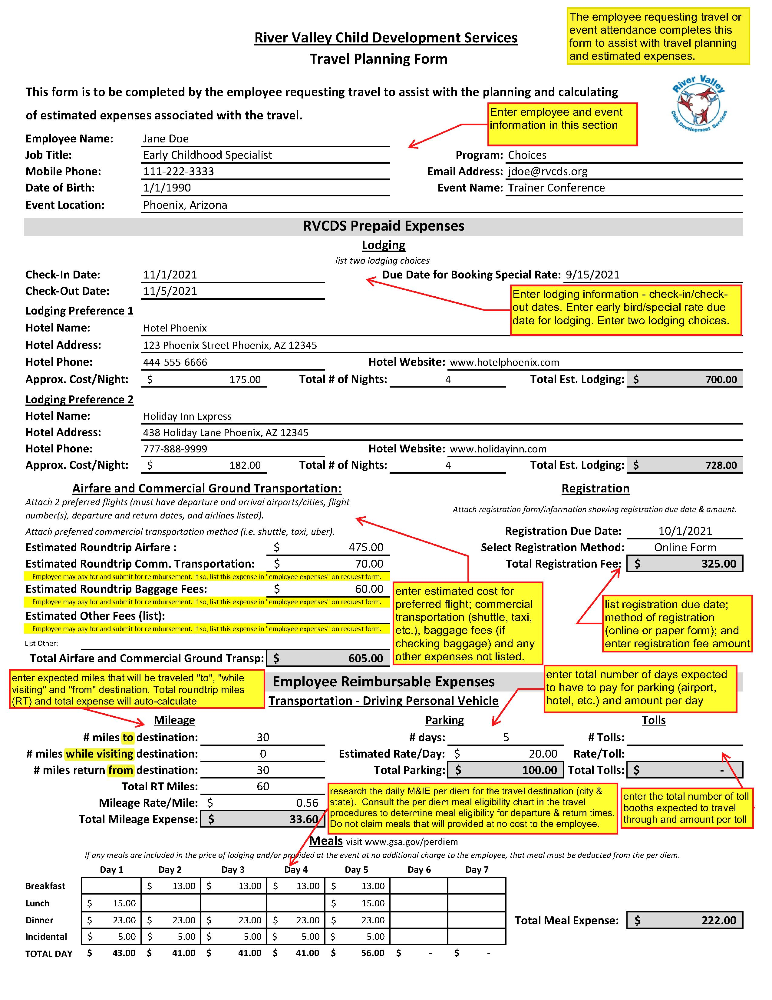 The employee requesting travel or
event attendance completes this
form to assist with travel planning
and estimated expenses.
River Valley Child Development Services
Travel Planning Form
River Valley
Child Development Services
This form is to be completed by the employee requesting travel to assist with the planning and calculating
of estimated expenses associated with the travel.
Enter employee and event
information in this section
Employee Name: Jane Doe
Job Title: Early Childhood Specialist Program: Choices
Mobile Phone: 111-222-3333 Email Address: jdoe@rvcds.org
Date of Birth: 1/1/1990 Event Name: Trainer Conference
Event Location: Phoenix, Arizona
RVCDS Prepaid Expenses
Lodging
list two lodging choices
Check-In Date: 11/1/2021 Due Date for Booking Special Rate: 9/15/2021
Check-Out Date: 11/5/2021
Enter lodging information - check-in/check-
out dates. Enter early bird/special rate due
date for lodging. Enter two lodging choices.
Lodging Preference 1
Hotel Name: Hotel Phoenix
Hotel Address: 123 Phoenix Street Phoenix, AZ 12345
Hotel Phone: 444-555-6666 Hotel Website: www.hotelphoenix.com
Approx. Cost/Night: $ 175.00 Total # of Nights: 4 Total Est. Lodging: $ 700.00
Lodging Preference 2
Hotel Name: Holiday Inn Express
Hotel Address: 438 Holiday Lane Phoenix, AZ 12345
Hotel Phone: 777-888-9999 Hotel Website: www.holidayinn.com
Approx. Cost/Night: $ 182.00 Total # of Nights: 4 Total Est. Lodging: $ 728.00
Airfare and Commercial Ground Transportation:
Attach 2 preferred flights (must have departure and arrival airports/cities, flight
number(s), departure and return dates, and airlines listed).
Attach preferred commercial transportation method (i.e. shuttle, taxi, uber).
Estimated Roundtrip Airfare : $ 475.00
Estimated Roundtrip Comm. Transportation: $ 70.00
Employee may pay for and submit for reimbursement. If so, list this expense in "employee expenses" on request form.
Estimated Roundtrip Baggage Fees: $ 60.00
Employee may pay for and submit for reimbursement. If so, list this expense in "employee expenses" on request form.
Estimated Other Fees (list):
Employee may pay for and submit for reimbursement. If so, list this expense in "employee expenses" on request form.
List Other:
Total Airfare and Commercial Ground Transp: $ 605.00
enter estimated cost for
preferred flight; commercial
transportation (shuttle, taxi,
etc.), baggage fees (if
checking baggage) and any
other expenses not listed.
Registration
Attach registration form/information showing registration due date & amount.
Registration Due Date: 10/1/2021
Select Registration Method: Online Form
Total Registration Fee: $ 325.00
list registration due date;
method of registration
(online or paper form); and
enter registration fee amount
enter expected miles that will be traveled "to", "while
visiting" and "from" destination. Total roundtrip miles
(RT) and total expense will auto-calculate
Employee Reimbursable Expenses
enter total number of days expected
to have to pay for parking (airport,
hotel, etc.) and amount per day
Transportation - Driving Personal Vehicle
Mileage Parking Tolls
# miles to destination: 30 # days: 5 # Tolls:
# miles while visiting destination: 0 Estimated Rate/Day: $ 20.00 Rate/Toll:
# miles return from destination: 30 Total Parking: $ 100.00 Total Tolls: $ -
Total RT Miles: 60
Mileage Rate/Mile: $ 0.56
Total Mileage Expense: $ 33.60
research the daily M&IE per diem for the travel destination (city &
state). Consult the per diem meal eligibility chart in the travel
procedures to determine meal eligibility for departure & return times.
Do not claim meals that will provided at no cost to the employee.
enter the total number of toll
booths expected to travel
through and amount per toll
Meals visit www.gsa.gov/perdiem
If any meals are included in the price of lodging and/or provided at the event at no additional charge to the employee, that meal must be deducted from the per diem.
Day 1 Day 2 Day 3 Day 4 Day 5 Day 6 Day 7
Breakfast $ 13.00 $ 13.00 $ 13.00 $ 13.00
Lunch $ 15.00 $ 15.00
Dinner $ 23.00 $ 23.00 $ 23.00 $ 23.00 $ 23.00 Total Meal Expense: $ 222.00
Incidental $ 5.00 $ 5.00 $ 5.00 $ 5.00 $ 5.00
TOTAL DAY $ 43.00 $ 41.00 $ 41.00 $ 41.00 $ 56.00 $ - $ -